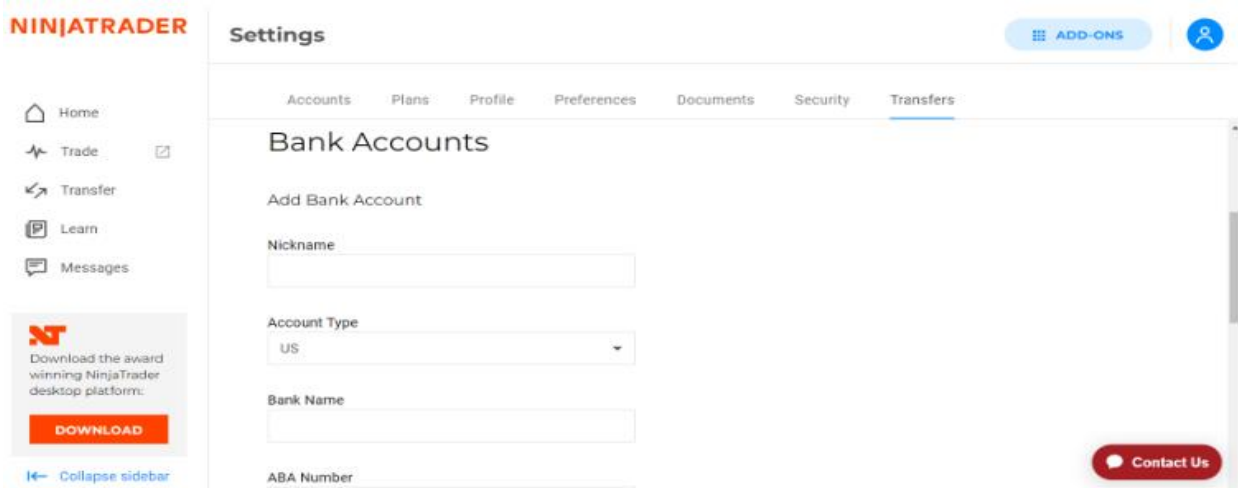 NINJATRADER
Settings
ADD-ONS
Accounts Plans Profile Preferences Documents Security Transfers
Home
Trade
Transfer
Learn
Messages
NT
Download the award
winning NinjaTrader
desktop platform:
DOWNLOAD
Collapse sidebar
Bank Accounts
Add Bank Account
Nickname
Account Type
US
Bank Name
ABA Number
Contact Us